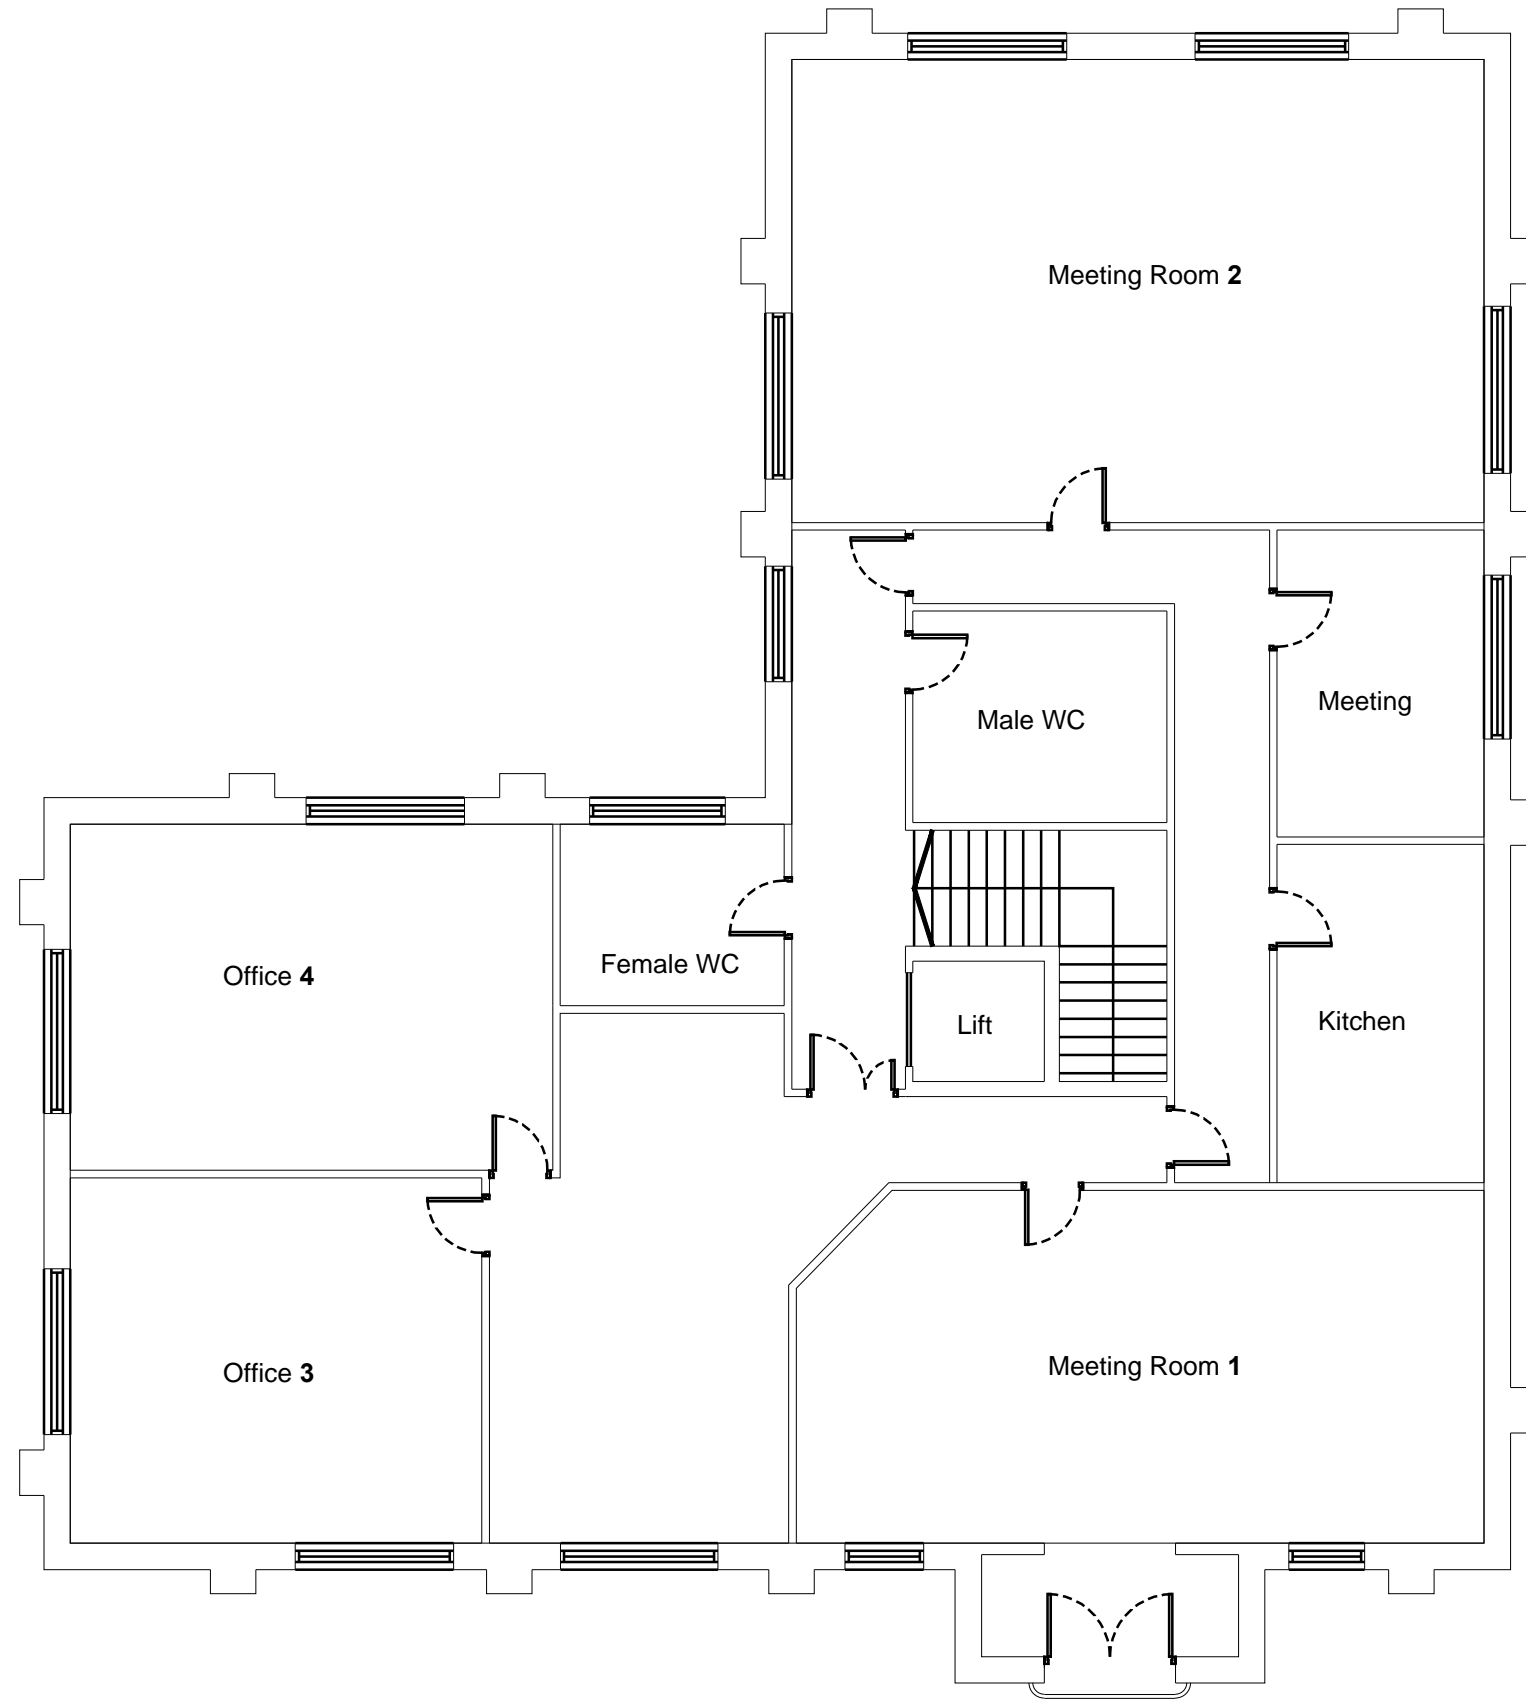 Meeting Room 2
Meeting
Male WC
Female WC
Office 4
Lift
Kitchen
Office 3
Meeting Room 1